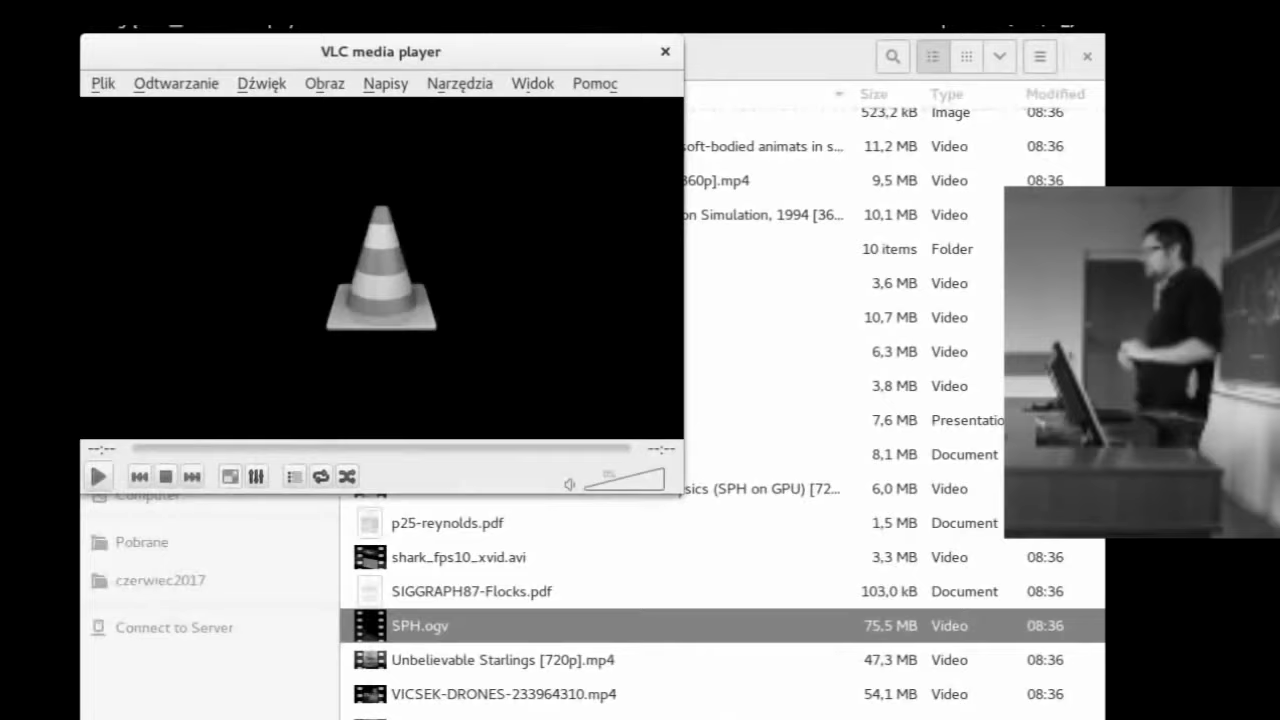 VLC media player
Plik Odtwarzanie Dźwięk Obraz Napisy Narzędzia Widok Pomoc
Size Type Modified
523,2 kB Image 08:36
soft-bodied animats in s... 11,2 MB Video 08:36
360p].mp4 9,5 MB Video 08:36
on Simulation, 1994 [36... 10,1 MB Video
10 items Folder
3,6 MB Video
10,7 MB Video
6,3 MB Video
3,8 MB Video
7,6 MB Presentatio
8,1 MB Document
--:-- --:--
0%
sics (SPH on GPU) [72... 6,0 MB Video
Computer
p25-reynolds.pdf 1,5 MB Document
Pobrane
shark_fps10_xvid.avi 3,3 MB Video 08:36
czerwiec2017
SIGGRAPH87-Flocks.pdf 103,0 kB Document 08:36
Connect to Server
SPH.ogv 75,5 MB Video 08:36
Unbelievable Starlings [720p].mp4 47,3 MB Video 08:36
VICSEK-DRONES-233964310.mp4 54,1 MB Video 08:36